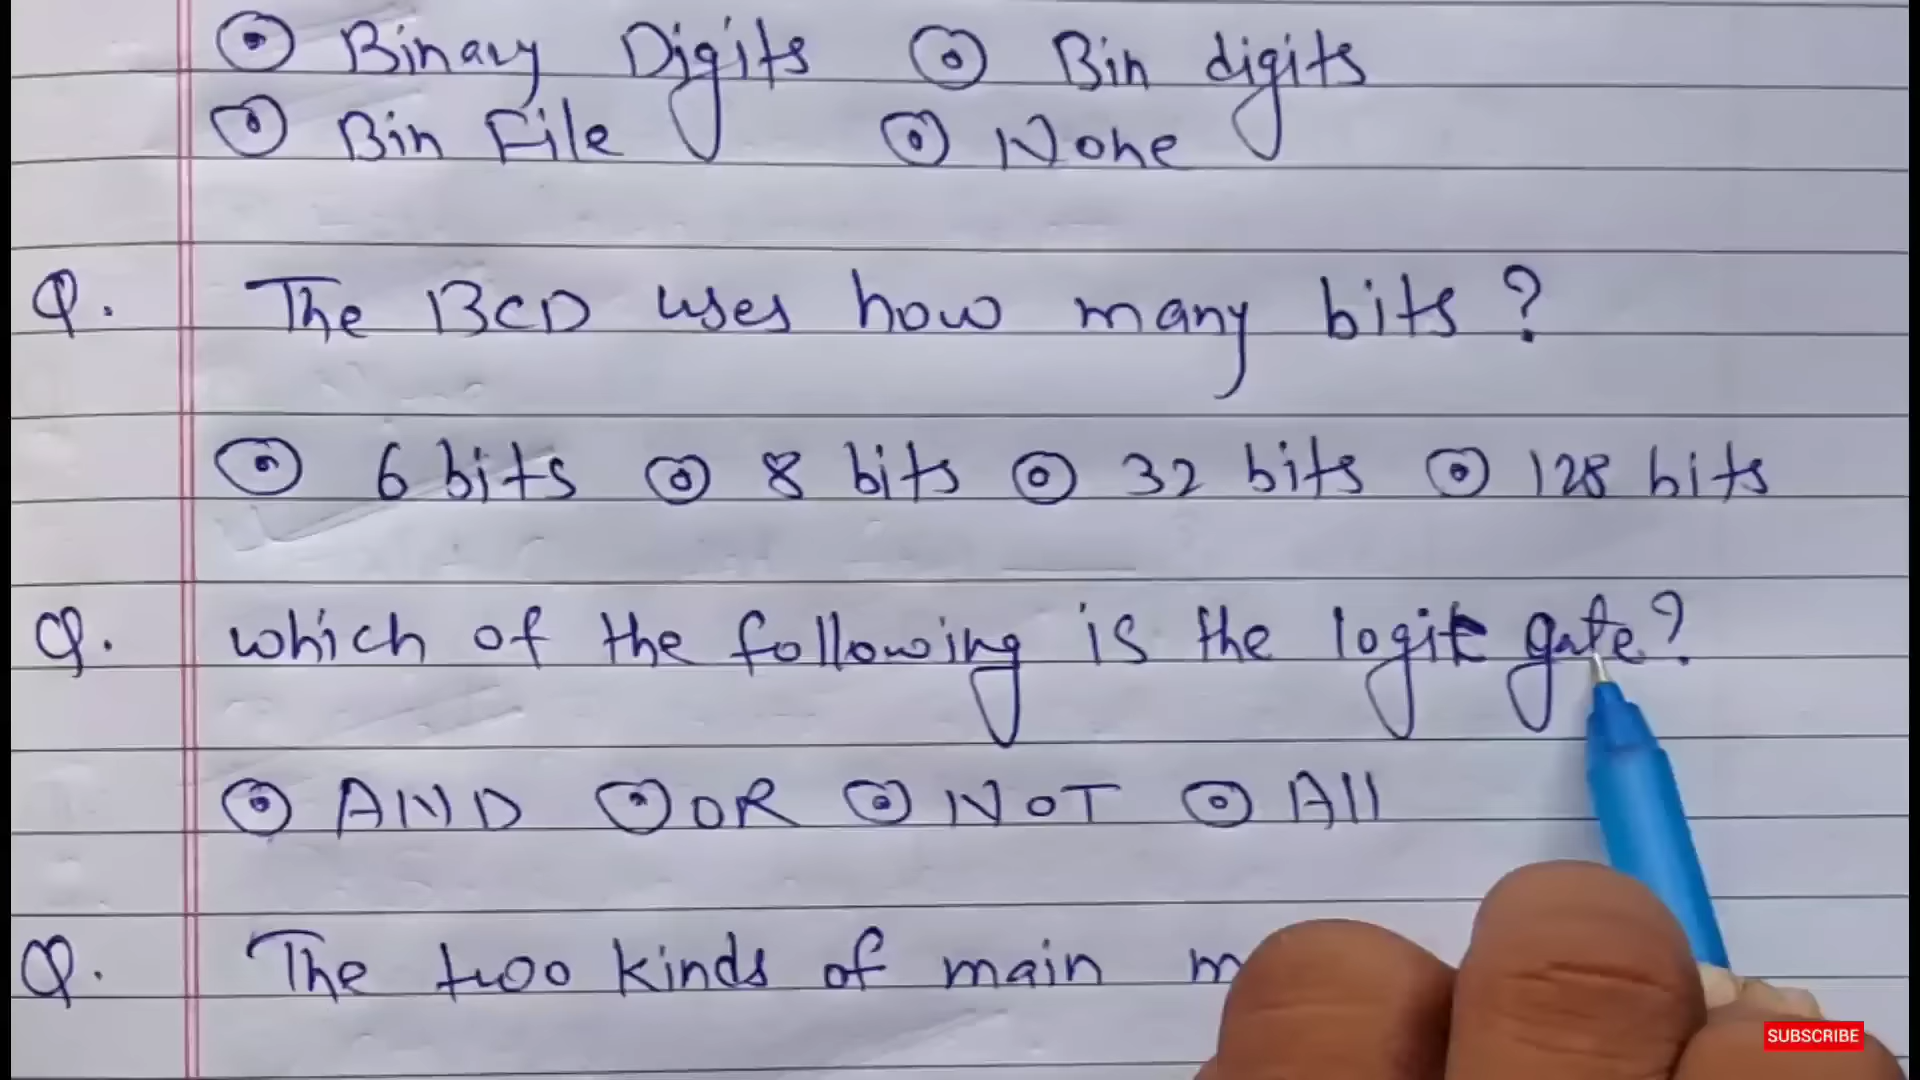 Binary Digits Bin digits
Bin File None
Q. The BCD uses how many bits?
6 bits 8 bits 32 bits 128 bits
Q. which of the following is the logic gate?
AND OR NOT All
Q. The two kinds of main
SUBSCRIBE